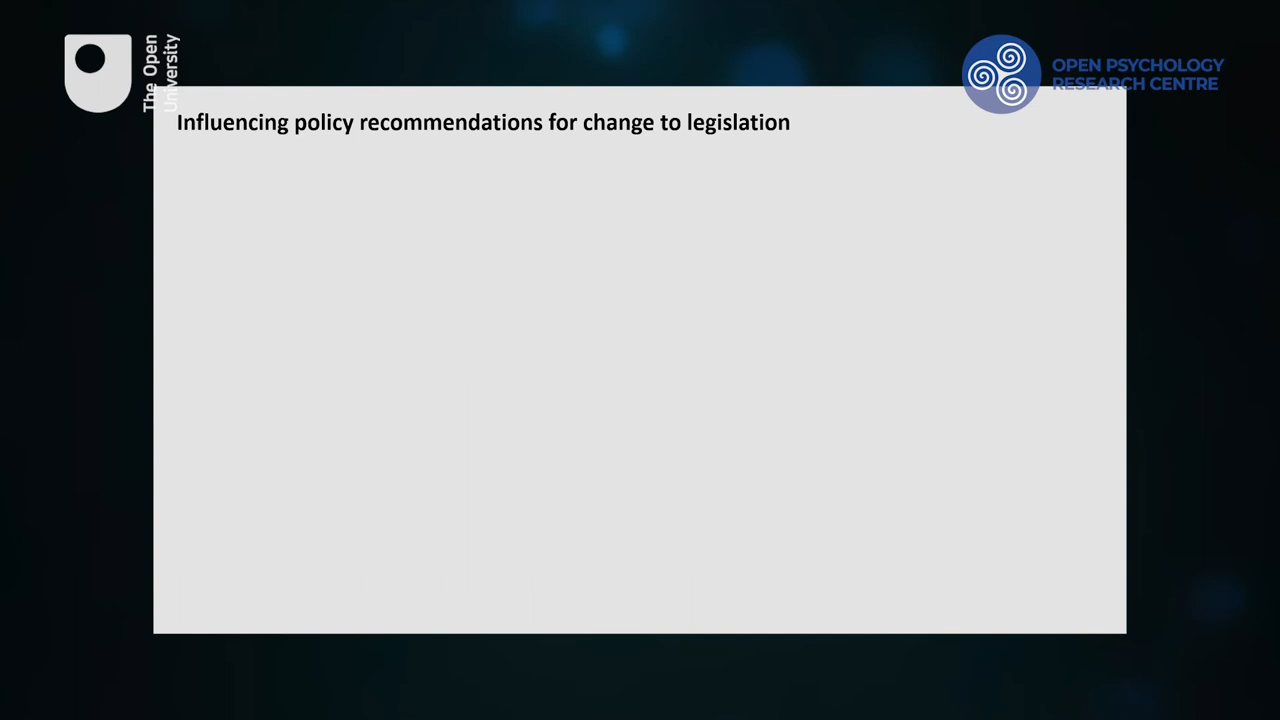 The Open
University
OPEN PSYCHOLOGY
RESEARCH CENTRE
Influencing policy recommendations for change to legislation